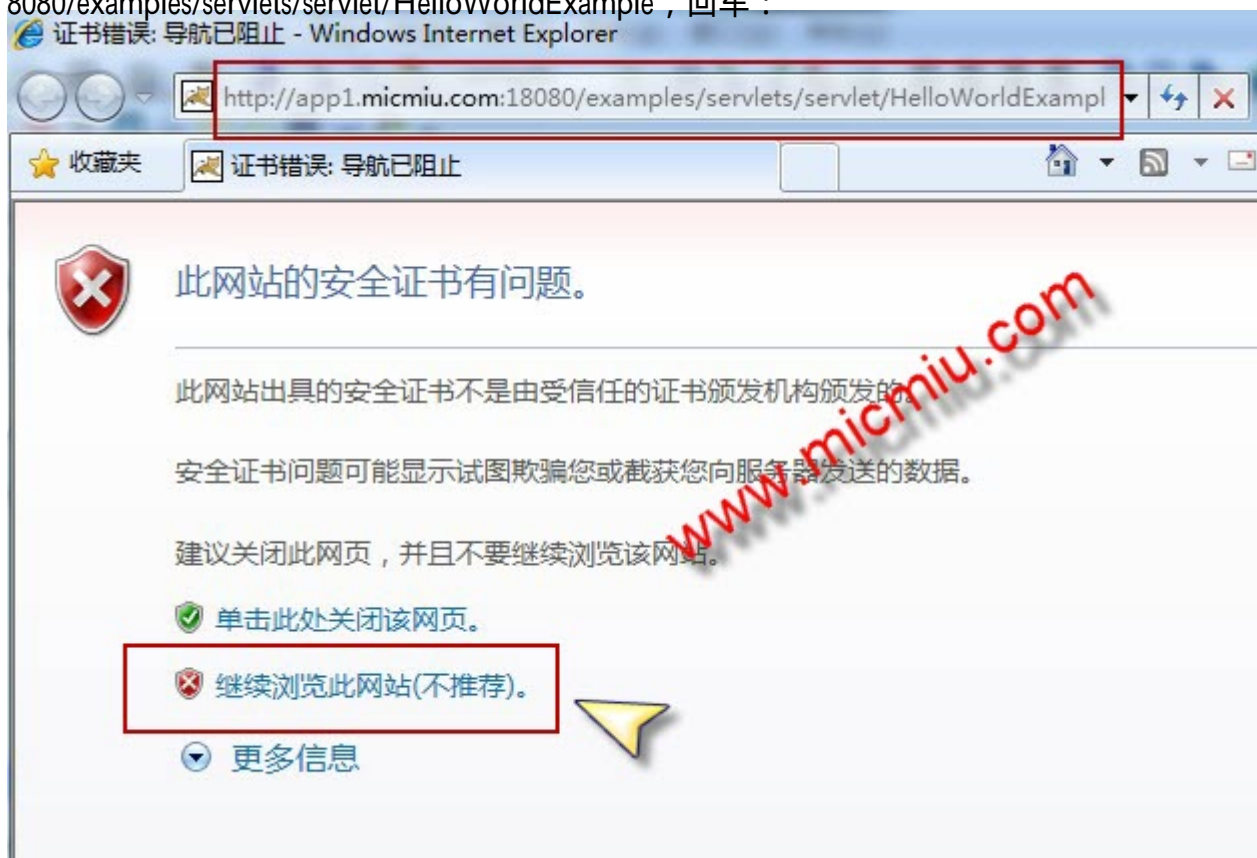 8080/examples/servlets/servlet/HelloWorldExample，回车：
证书错误: 导航已阻止 - Windows Internet Explorer
http://app1.micmiu.com:18080/examples/servlets/servlet/HelloWorldExampl
收藏夹
证书错误: 导航已阻止
此网站的安全证书有问题。
此网站出具的安全证书不是由受信任的证书颁发机构颁发的。
安全证书问题可能显示试图欺骗您或截获您向服务器发送的数据。
建议关闭此网页，并且不要继续浏览该网站。
www.micmiu.com
单击此处关闭该网页。
继续浏览此网站(不推荐)。
更多信息